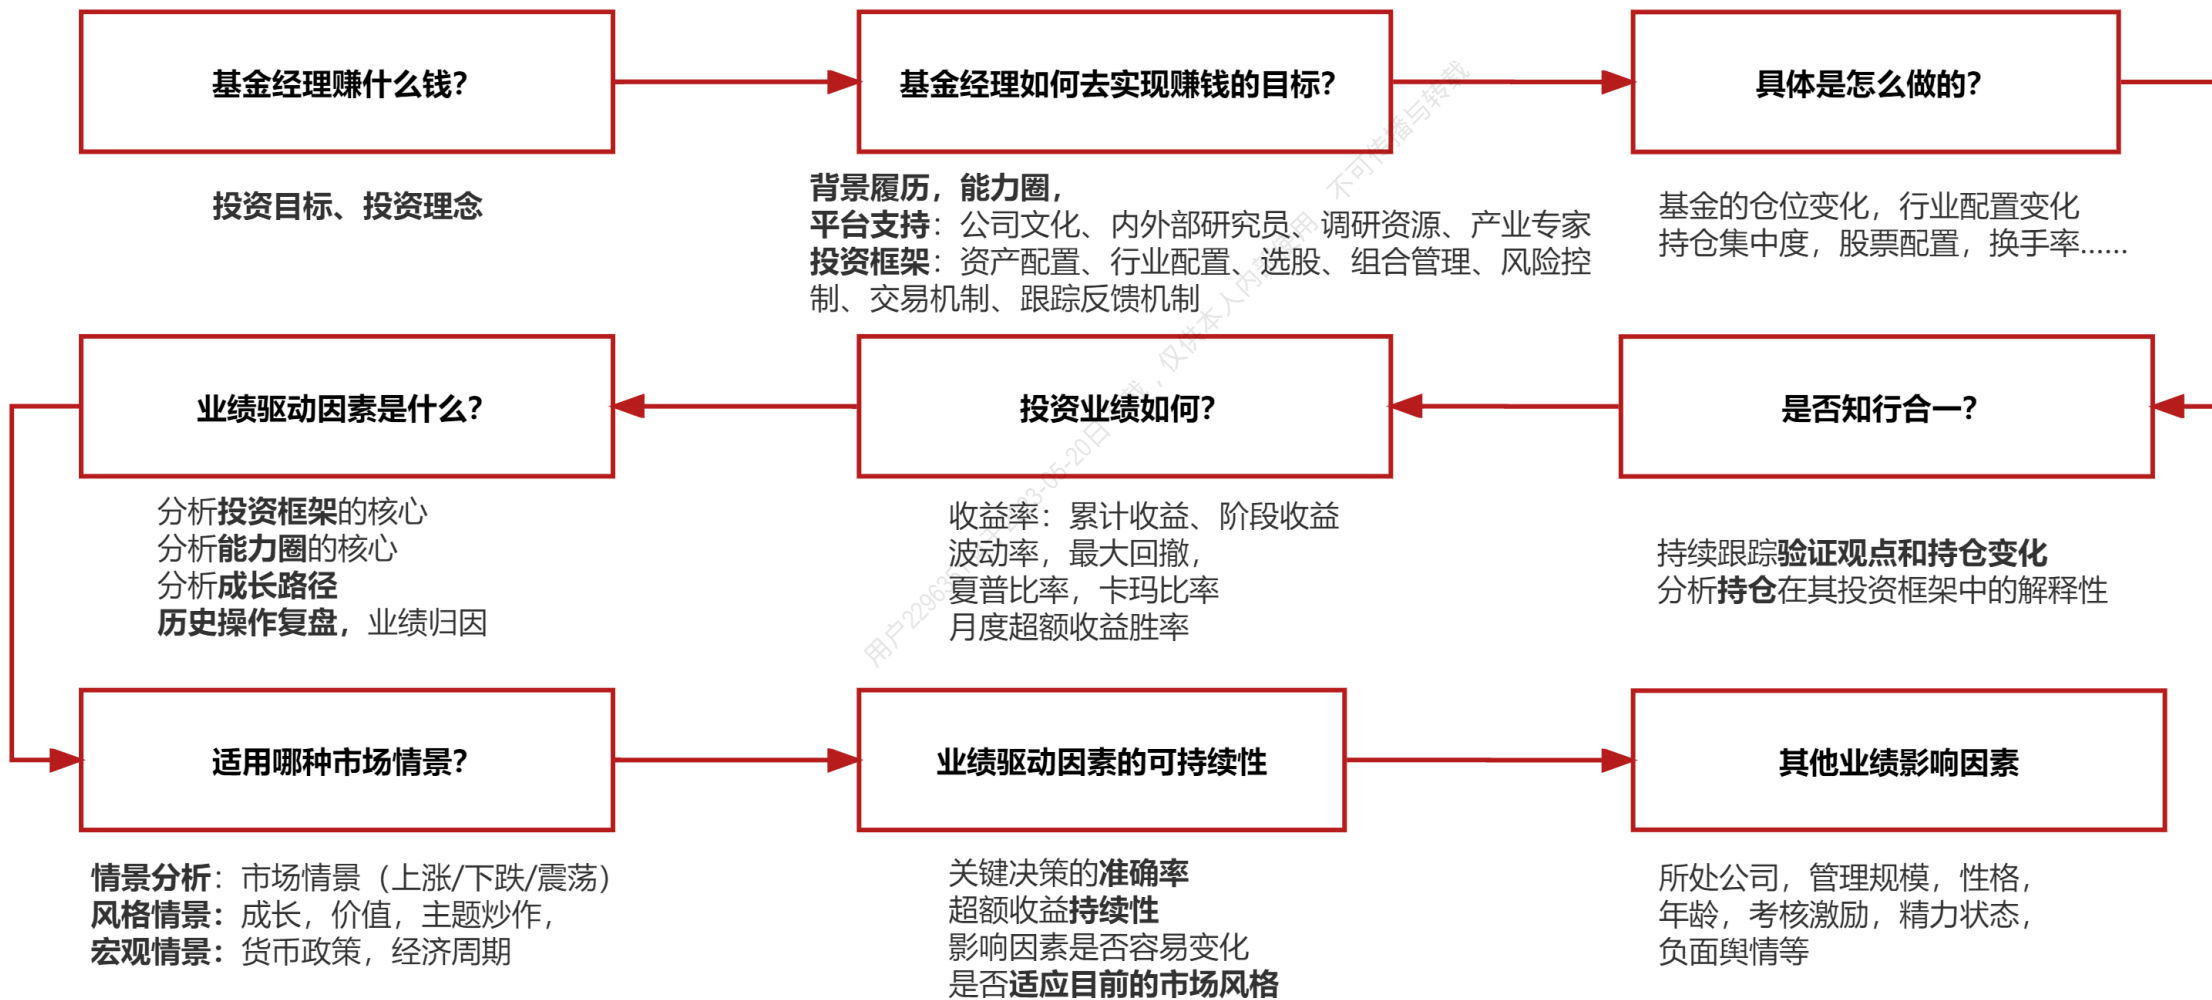 基金经理赚什么钱？
基金经理如何去实现赚钱的目标？
具体是怎么做的？
投资目标、投资理念
背景履历，能力圈，
平台支持：公司文化、内外部研究员、调研资源、产业专家
投资框架：资产配置、行业配置、选股、组合管理、风险控
制、交易机制、跟踪反馈机制
基金的仓位变化，行业配置变化
持仓集中度，股票配置，换手率……
业绩驱动因素是什么？
投资业绩如何？
是否知行合一？
分析投资框架的核心
分析能力圈的核心
分析成长路径
历史操作复盘，业绩归因
收益率：累计收益、阶段收益
波动率，最大回撤，
夏普比率，卡玛比率
月度超额收益胜率
持续跟踪验证观点和持仓变化
分析持仓在其投资框架中的解释性
适用哪种市场情景？
业绩驱动因素的可持续性
其他业绩影响因素
情景分析：市场情景（上涨/下跌/震荡）
风格情景：成长，价值，主题炒作，
宏观情景：货币政策，经济周期
关键决策的准确率
超额收益持续性
影响因素是否容易变化
是否适应目前的市场风格
所处公司，管理规模，性格，
年龄，考核激励，精力状态，
负面舆情等